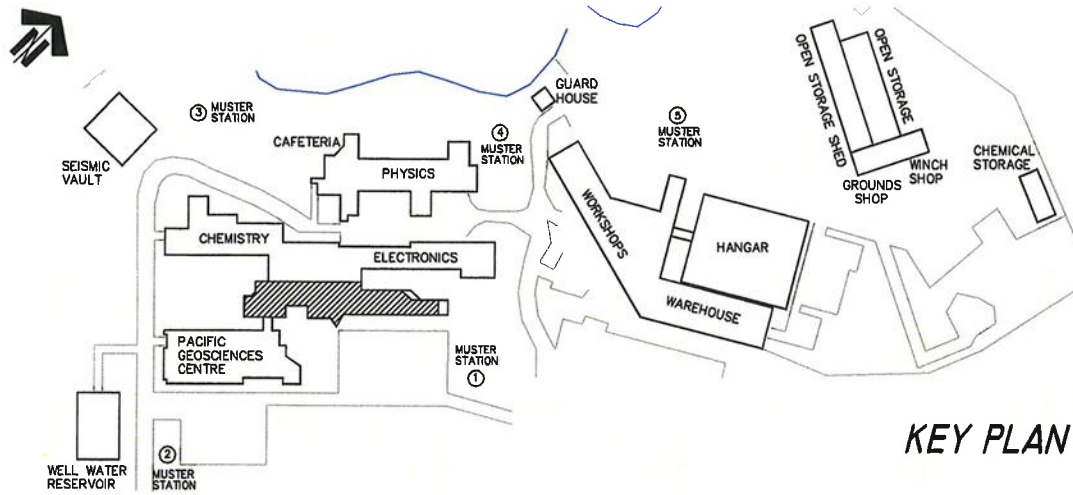 N
GUARD
HOUSE
③ MUSTER
STATION
④
MUSTER
STATION
⑤
MUSTER
STATION
OPEN STORAGE SHED
OPEN STORAGE
CAFETERIA
PHYSICS
SEISMIC
VAULT
WINCH
SHOP
GROUNDS
SHOP
CHEMICAL
STORAGE
CHEMISTRY
ELECTRONICS
WORKSHOPS
HANGAR
WAREHOUSE
PACIFIC
GEOSCIENCES
CENTRE
MUSTER
STATION
①
WELL WATER
RESERVOIR
②
MUSTER
STATION
KEY PLAN